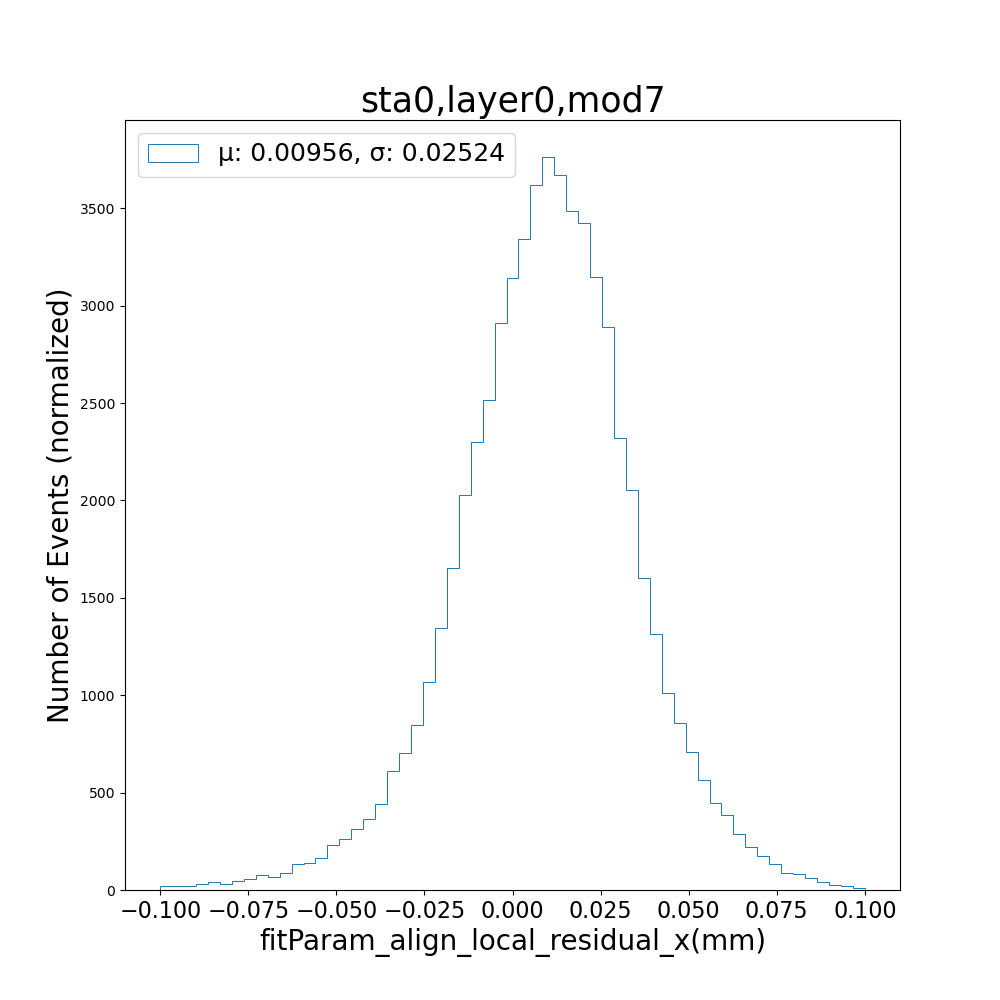 sta0,layer0,mod7
μ: 0.00956, σ: 0.02524
Number of Events (normalized)
3500
3000
2500
2000
1500
1000
500
0
−0.100 −0.075 −0.050 −0.025 0.000 0.025 0.050 0.075 0.100
fitParam_align_local_residual_x(mm)